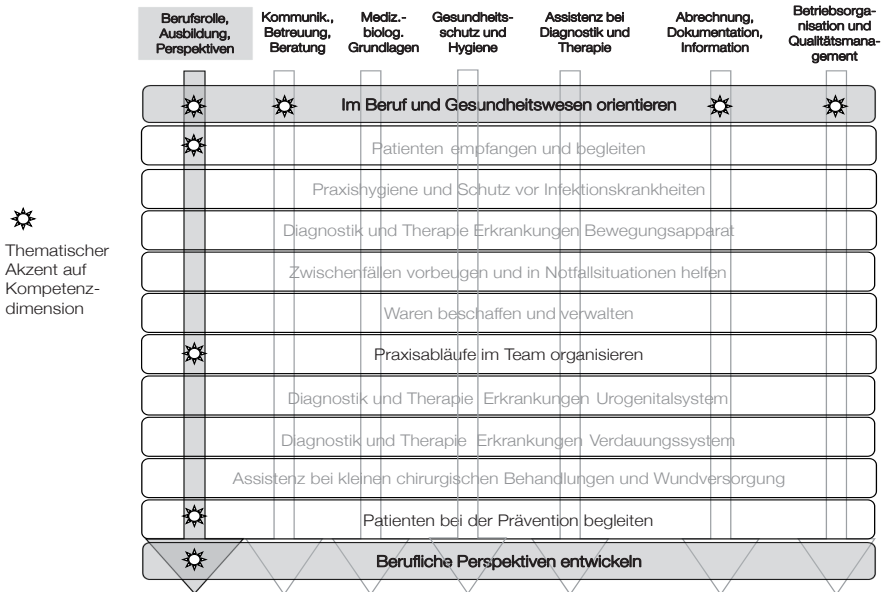 Berufsrolle,
Ausbildung,
Perspektiven
Kommunik.,
Betreuung,
Beratung
Mediz.-
biolog.
Grundlagen
Gesundheits-
schutz und
Hygiene
Assistenz bei
Diagnostik und
Therapie
Abrechnung,
Dokumentation,
Information
Betriebsorga-
nisation und
Qualitätsmana-
gement
Im Beruf und Gesundheitswesen orientieren
Patienten empfangen und begleiten
Praxishygiene und Schutz vor Infektionskrankheiten
Diagnostik und Therapie Erkrankungen Bewegungsapparat
Zwischenfällen vorbeugen und in Notfallsituationen helfen
Waren beschaffen und verwalten
Praxisabläufe im Team organisieren
Diagnostik und Therapie Erkrankungen Urogenitalsystem
Diagnostik und Therapie Erkrankungen Verdauungssystem
Assistenz bei kleinen chirurgischen Behandlungen und Wundversorgung
Patienten bei der Prävention begleiten
Berufliche Perspektiven entwickeln
Thematischer
Akzent auf
Kompetenz-
dimension